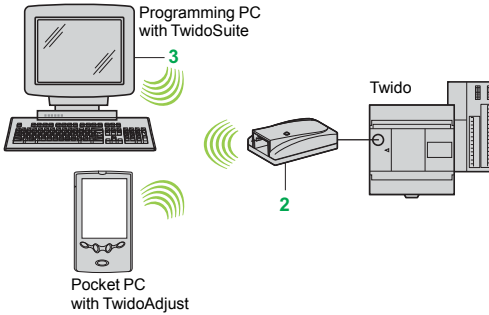 Programming PC
with TwidoSuite
3
Twido
2
Pocket PC
with TwidoAdjust